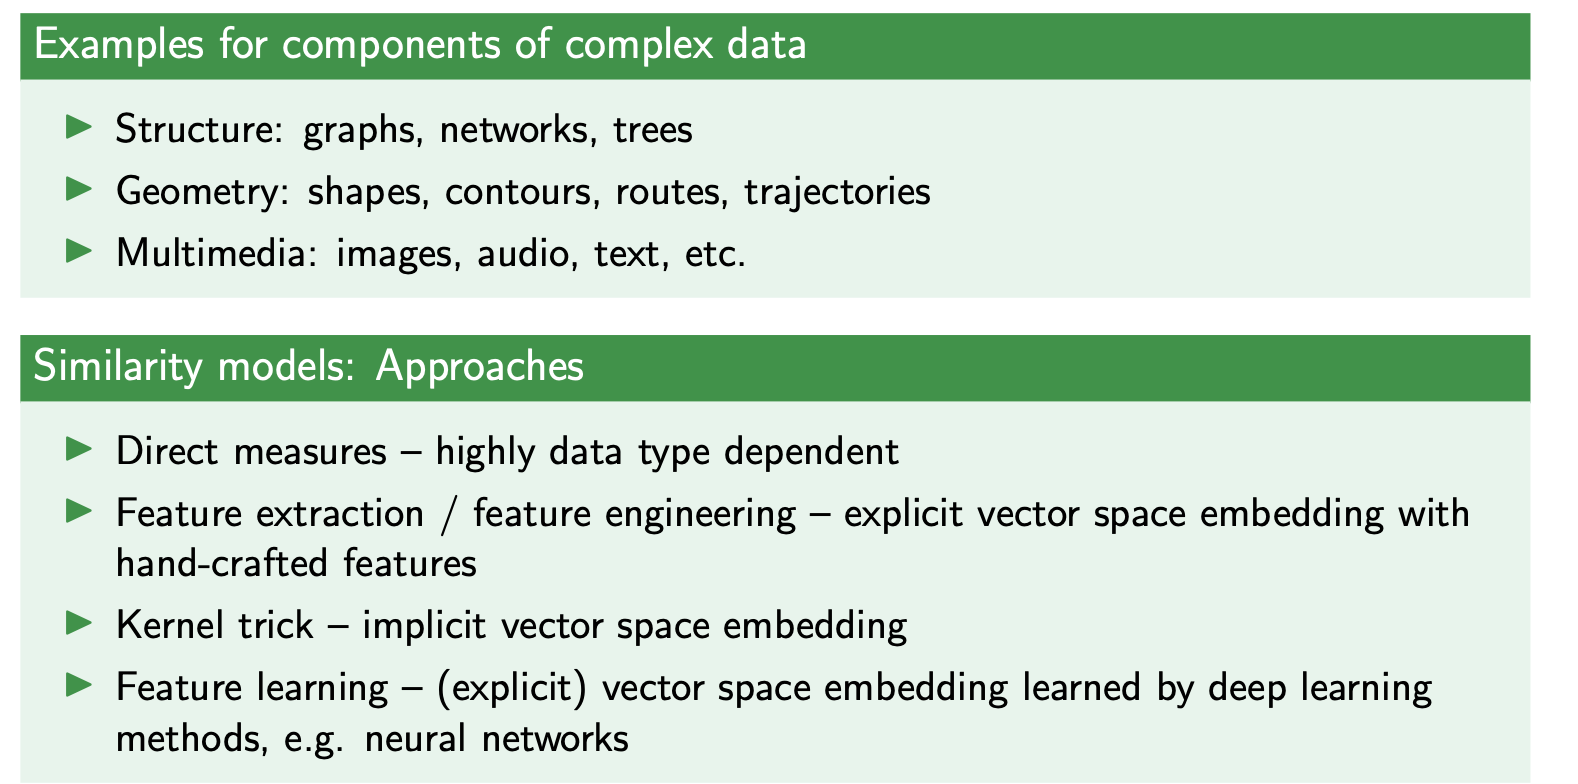 Examples for components of complex data
Structure: graphs, networks, trees
Geometry: shapes, contours, routes, trajectories
Multimedia: images, audio, text, etc.
Similarity models: Approaches
Direct measures – highly data type dependent
Feature extraction / feature engineering – explicit vector space embedding with
hand-crafted features
Kernel trick – implicit vector space embedding
Feature learning – (explicit) vector space embedding learned by deep learning
methods, e.g. neural networks